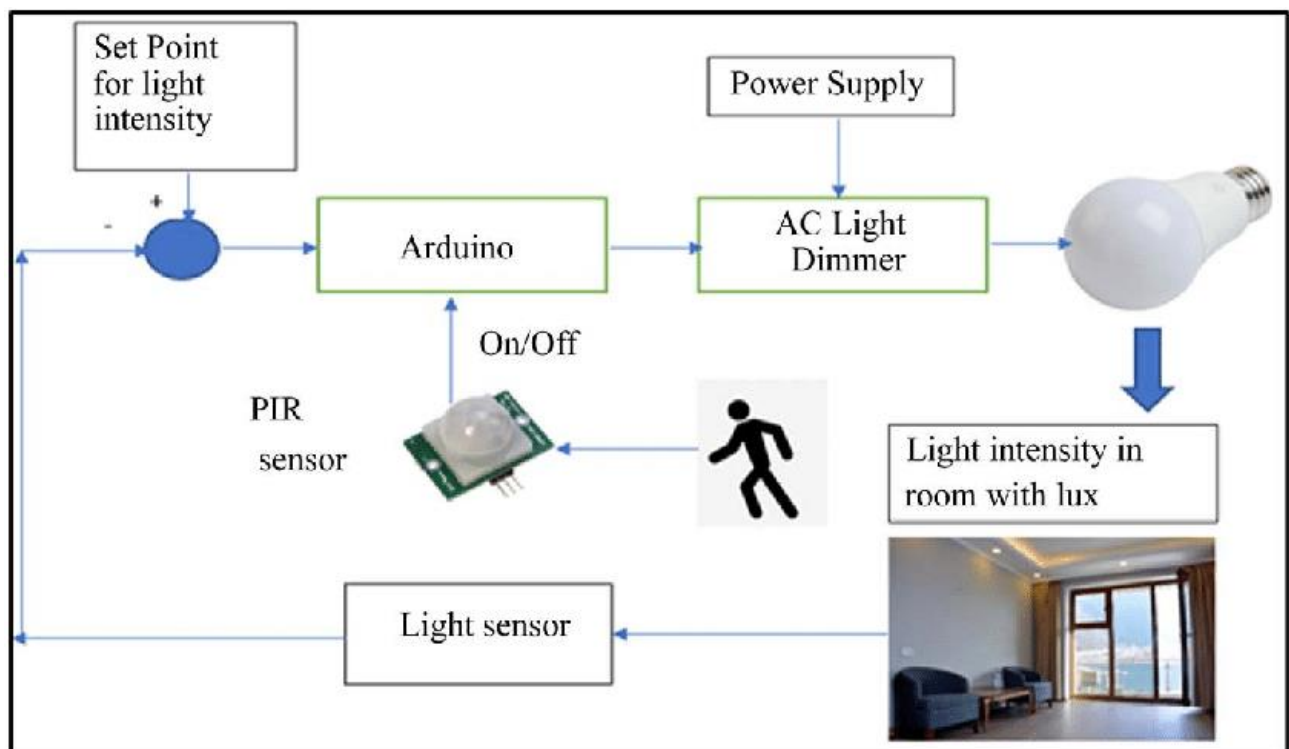 Set Point
for light
intensity
Power Supply
+
-
Arduino
AC Light
Dimmer
On/Off
PIR
sensor
Light intensity in
room with lux
Light sensor